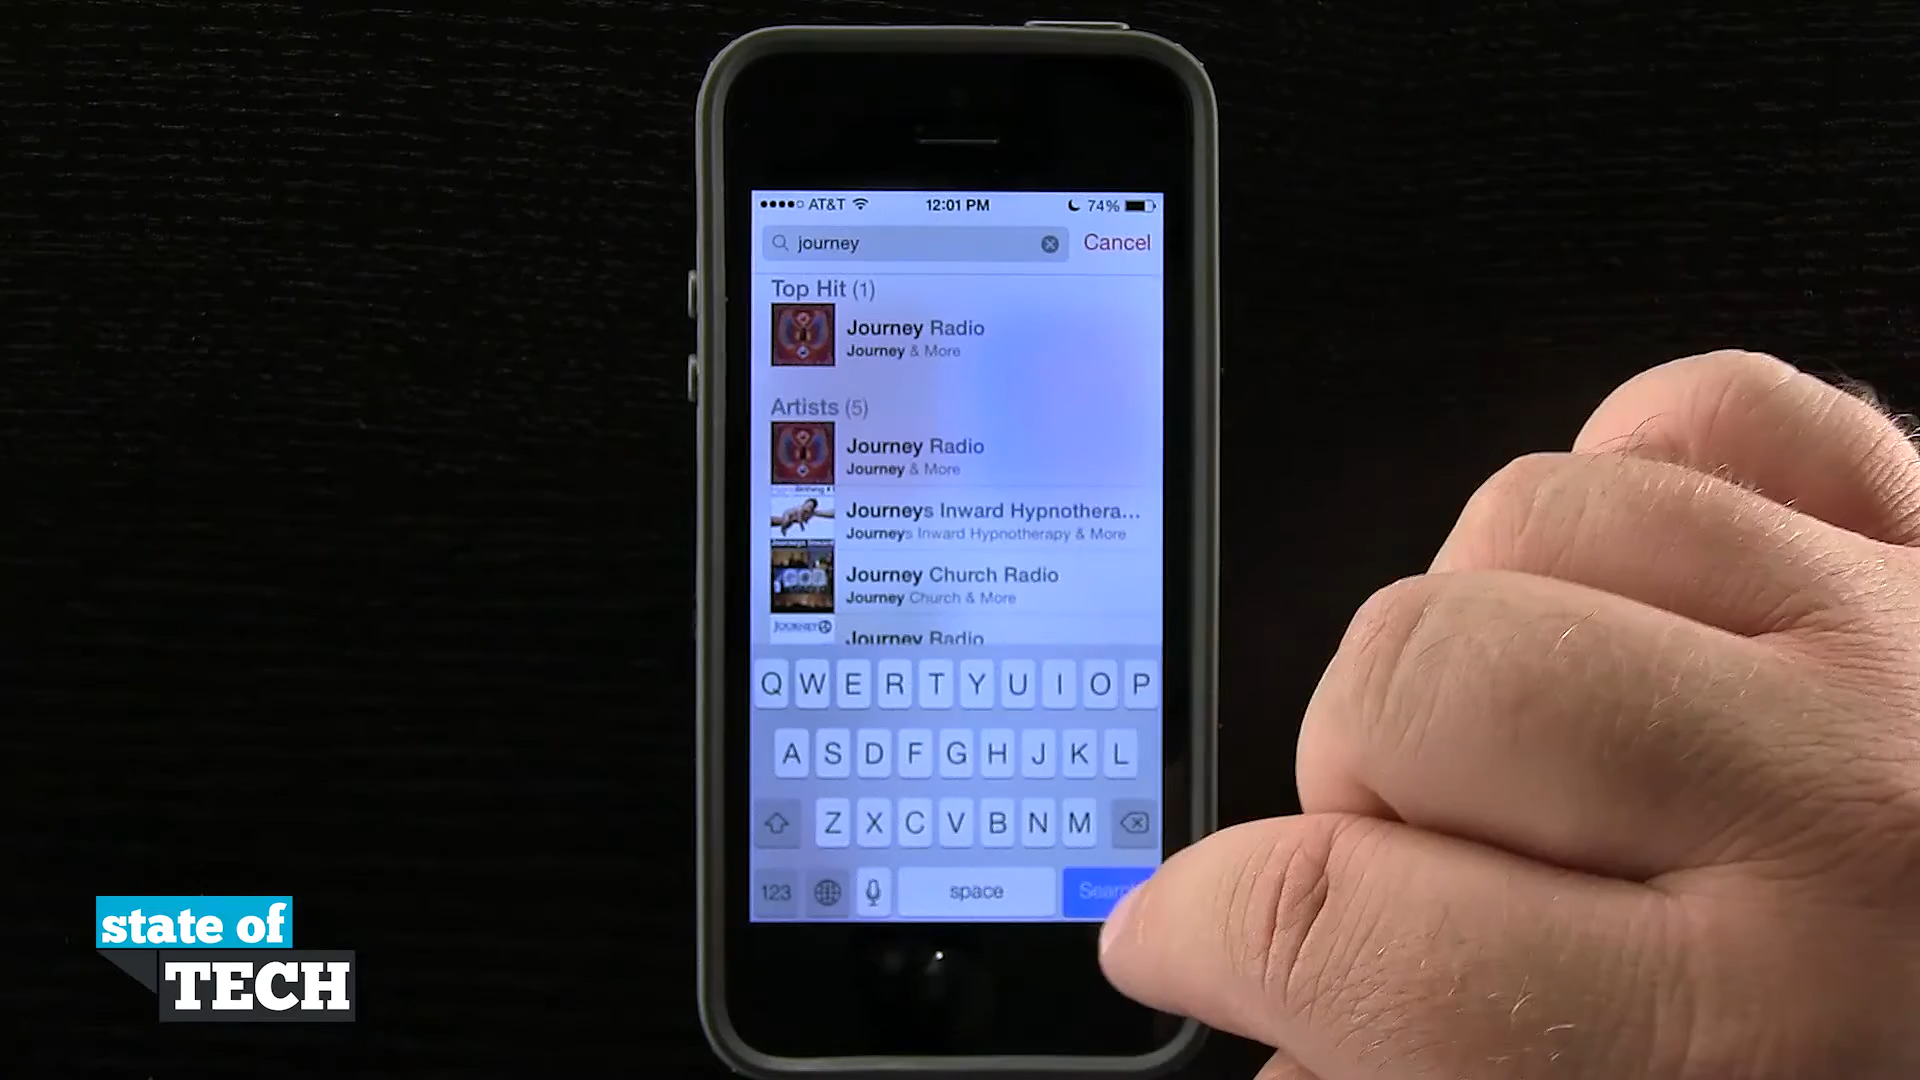 AT&T 12:01 PM 74%
journey Cancel
Top Hit (1)
Journey Radio
Journey & More
Artists (5)
Journey Radio
Journey & More
Journeys Inward Hypnothera...
Journeys Inward Hypnotherapy & More
Journey Church Radio
Journey Church & More
JOURNEY
Journey Radio
Q W E R T Y U I O P
A S D F G H J K L
Z X C V B N M
123 space Search
state of
TECH